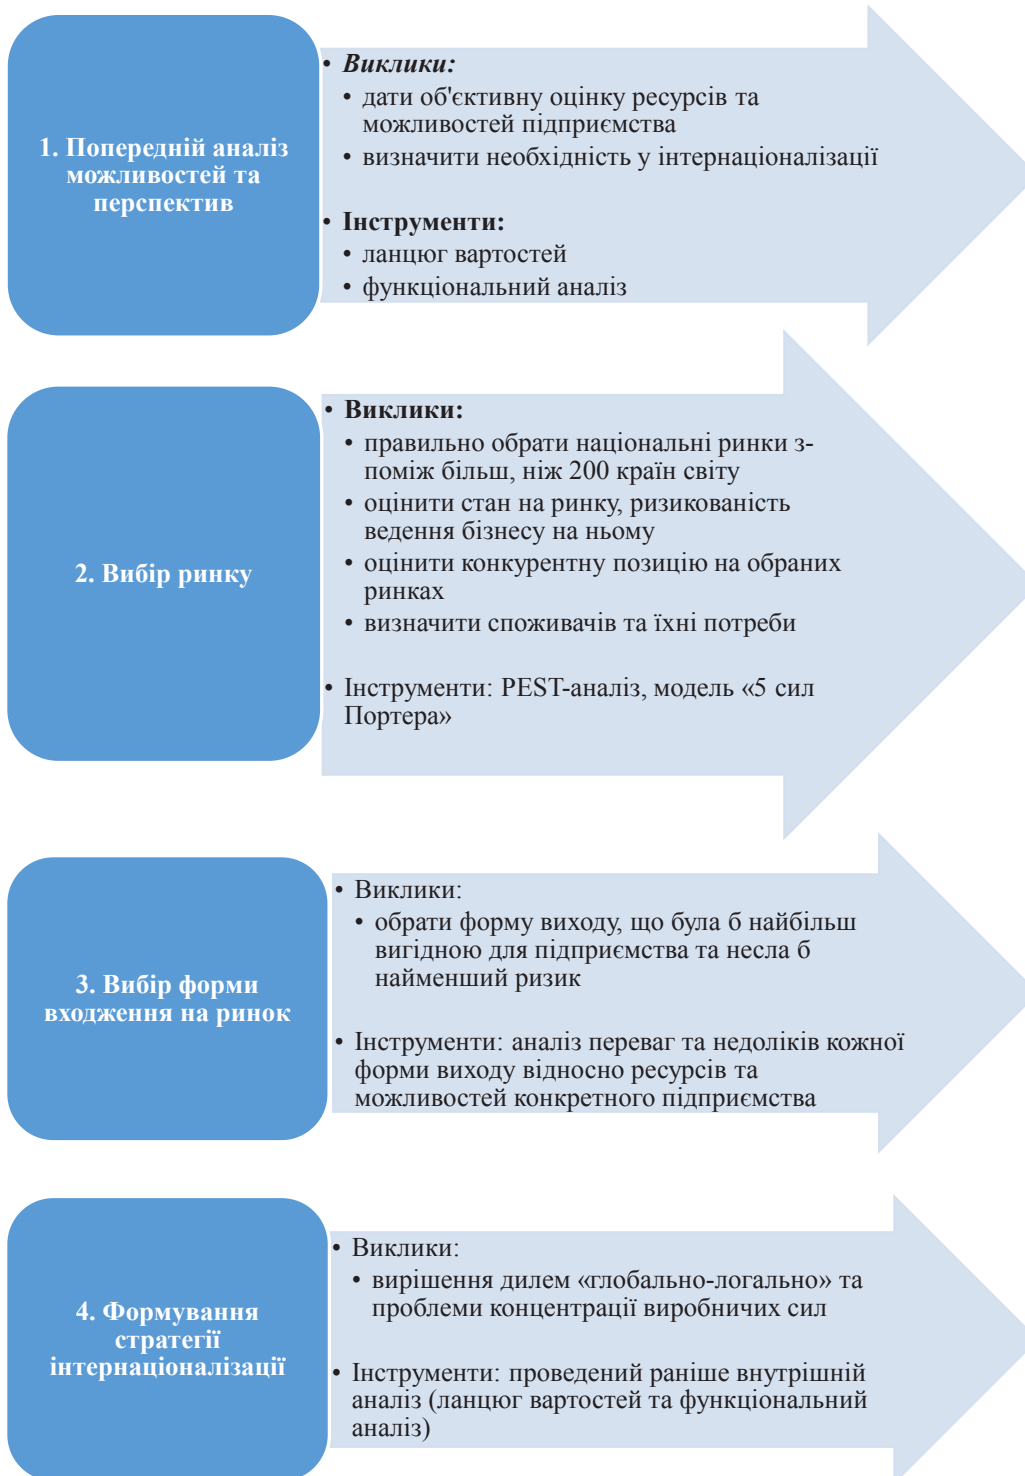 1. Попередній аналіз
можливостей та
перспектив
• Виклики:
• дати об'єктивну оцінку ресурсів та
можливостей підприємства
• визначити необхідність у інтернаціоналізації
• Інструменти:
• ланцюг вартостей
• функціональний аналіз
2. Вибір ринку
• Виклики:
• правильно обрати національні ринки з-
поміж більш, ніж 200 країн світу
• оцінити стан на ринку, ризикованість
ведення бізнесу на ньому
• оцінити конкурентну позицію на обраних
ринках
• визначити споживачів та їхні потреби
• Інструменти: PEST-аналіз, модель «5 сил
Портера»
3. Вибір форми
входження на ринок
• Виклики:
• обрати форму виходу, що була б найбільш
вигідною для підприємства та несла б
найменший ризик
• Інструменти: аналіз переваг та недоліків кожної
форми виходу відносно ресурсів та
можливостей конкретного підприємства
4. Формування
стратегії
інтернаціоналізації
• Виклики:
• вирішення дилем «глобально-логально» та
проблеми концентрації виробничих сил
• Інструменти: проведений раніше внутрішній
аналіз (ланцюг вартостей та функціональний
аналіз)